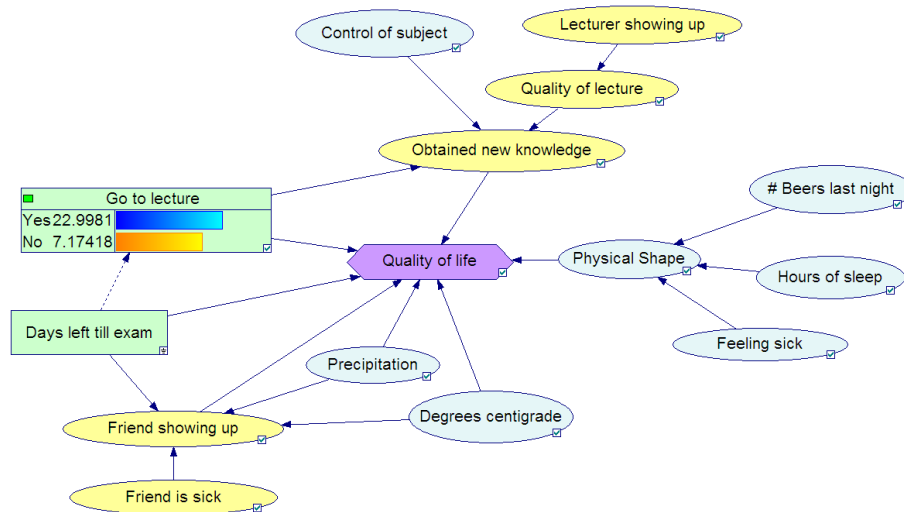 Lecturer showing up
Control of subject
Quality of lecture
Obtained new knowledge
Go to lecture
Yes 22.9981
No 7.17418
# Beers last night
Quality of life
Physical Shape
Hours of sleep
Days left till exam
Feeling sick
Precipitation
Degrees centigrade
Friend showing up
Friend is sick